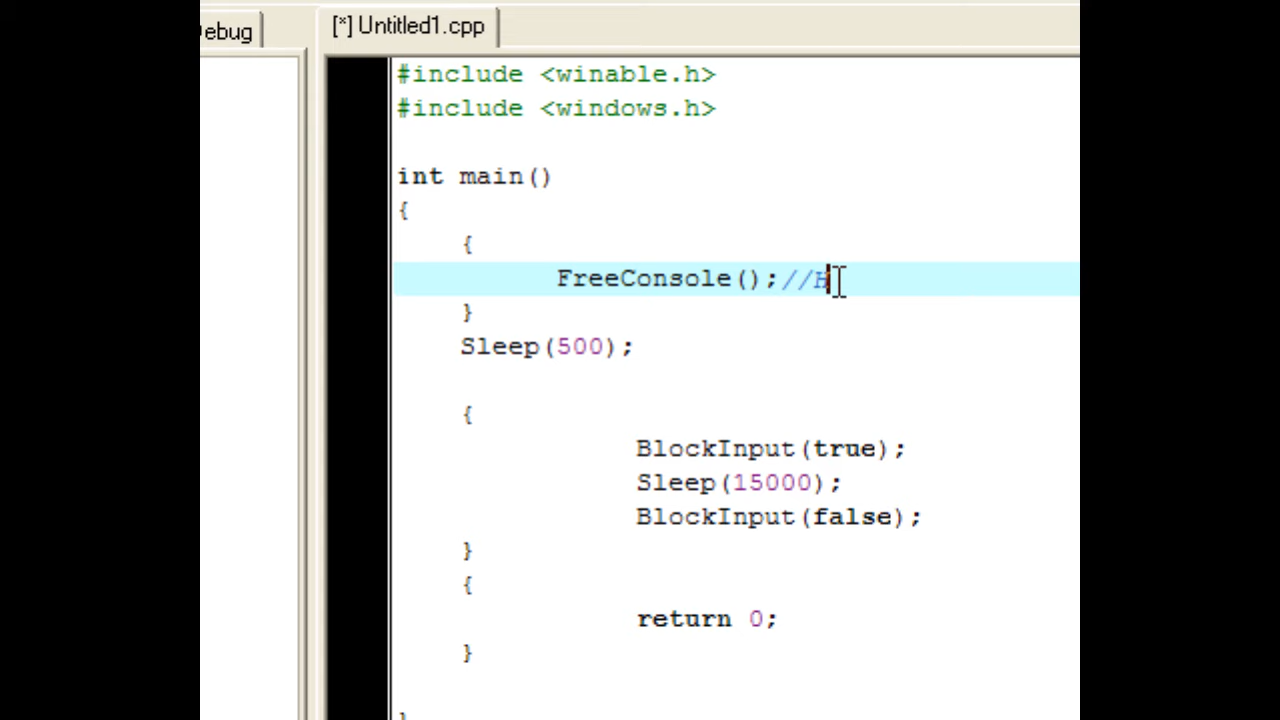 ebug
[*] Untitled1.cpp
#include <winable.h>
#include <windows.h>
int main()
{
{
FreeConsole();//H
}
Sleep(500);
{
BlockInput(true);
Sleep(15000);
BlockInput(false);
}
{
return 0;
}
}